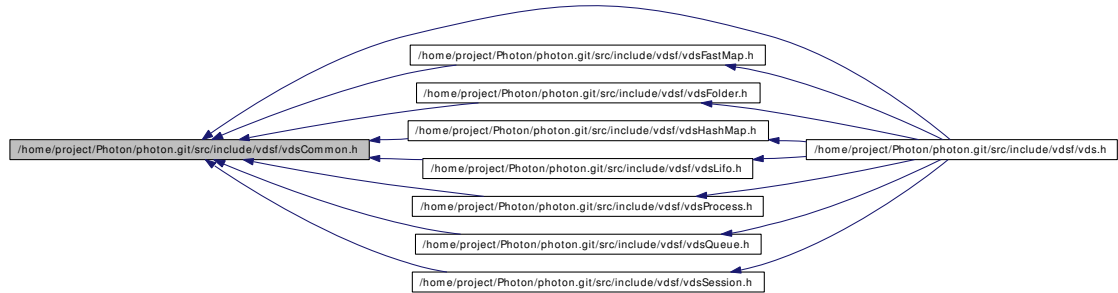 /home/project/Photon/photon.git/src/include/vdsf/vdsCommon.h
/home/project/Photon/photon.git/src/include/vdsf/vdsFastMap.h
/home/project/Photon/photon.git/src/include/vdsf/vdsFolder.h
/home/project/Photon/photon.git/src/include/vdsf/vdsHashMap.h
/home/project/Photon/photon.git/src/include/vdsf/vdsLifo.h
/home/project/Photon/photon.git/src/include/vdsf/vdsProcess.h
/home/project/Photon/photon.git/src/include/vdsf/vdsQueue.h
/home/project/Photon/photon.git/src/include/vdsf/vdsSession.h
/home/project/Photon/photon.git/src/include/vdsf/vds.h